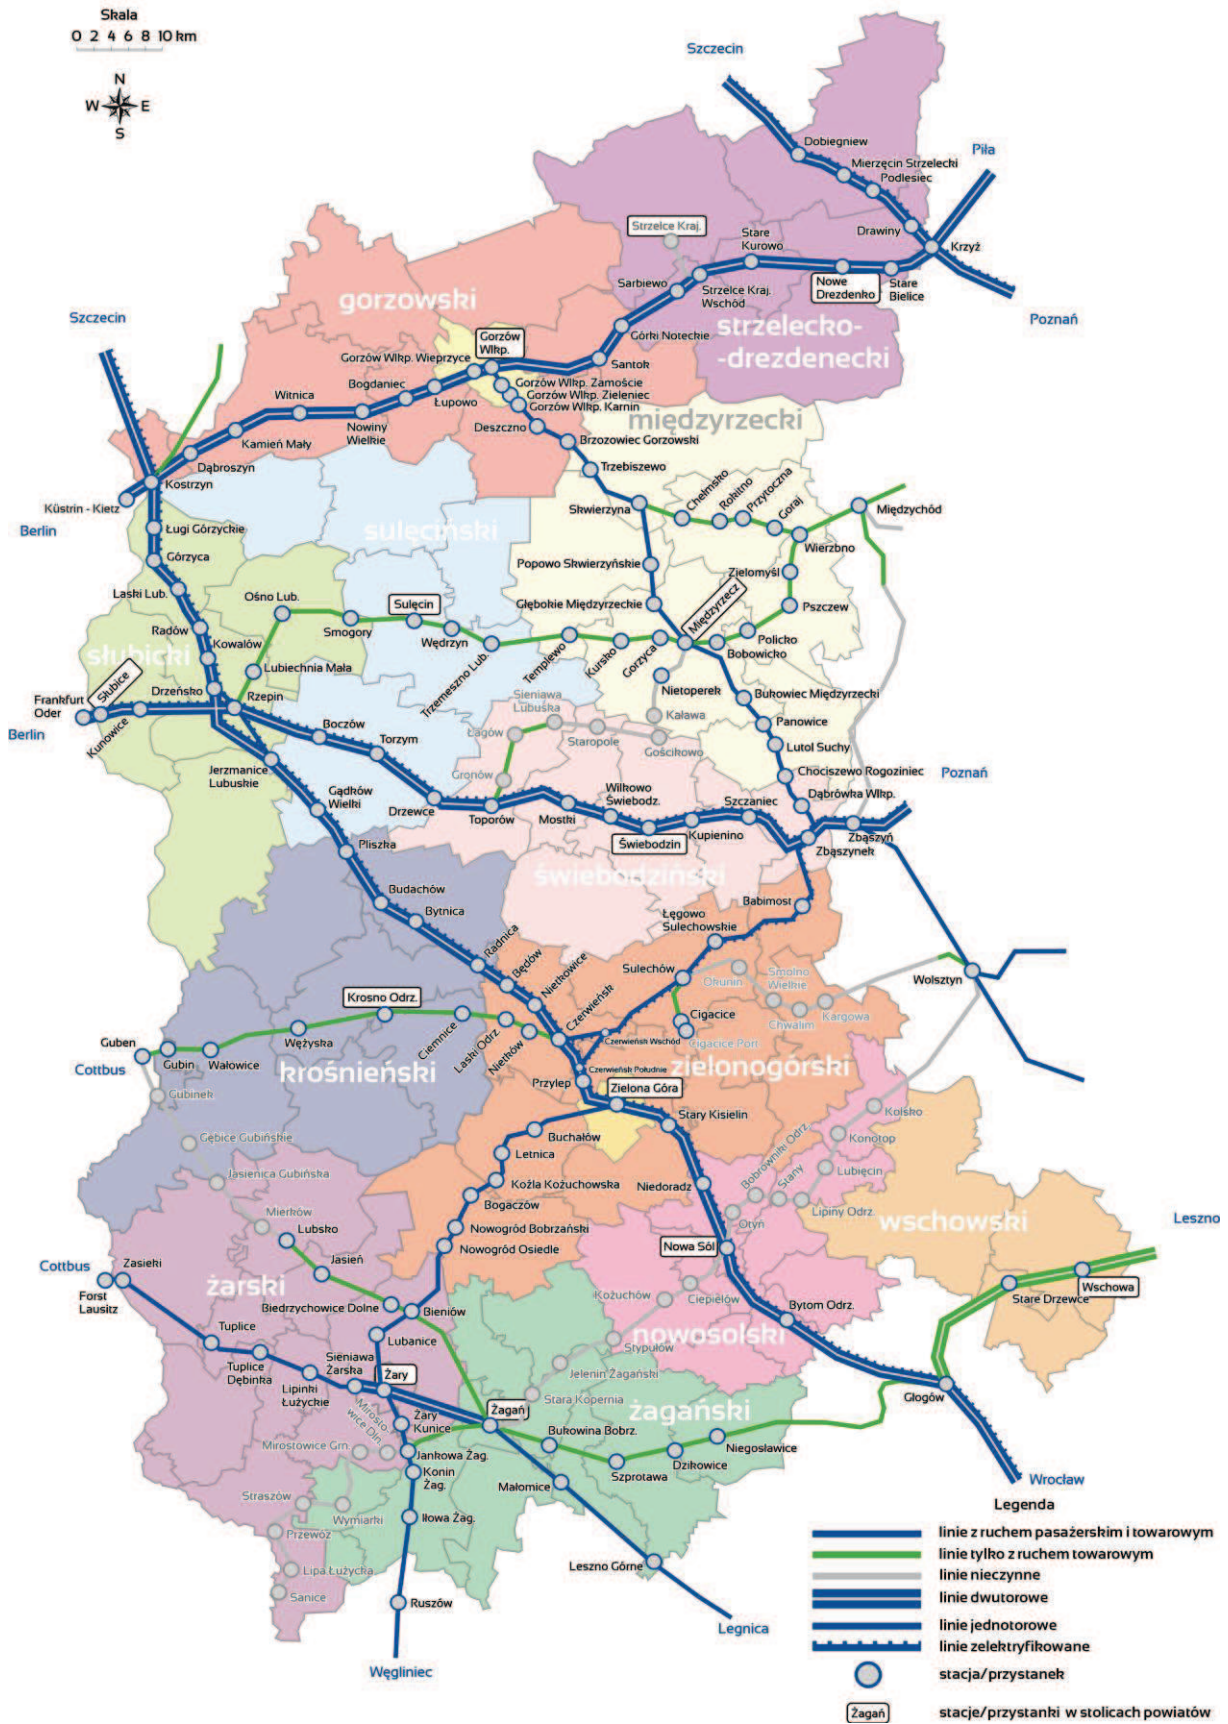 Skala
0 2 4 6 8 10 km
N
W E
S
Szczecin
Dobiegniew
Mierzęcin Strzelecki
Podlesiec
Piła
Drawiny
Krzyż
Strzelce Kraj.
Stare
Kurowo
Sarbiewo
Strzelce Kraj.
Wschód
Nowe
Drezdenko
Stare
Bielice
Poznań
gorzowski
strzelecko-
-drezdenecki
Szczecin
Gorzów
Wlkp.
Górki Noteckie
Santok
Gorzów Wlkp. Wieprzyce
Gorzów Wlkp. Zamoście
Gorzów Wlkp. Zieleniec
Gorzów Wlkp. Karnin
Bogdaniec
Witnica
Łupowo
Nowiny
Wielkie
Kamień Mały
Dąbroszyn
Kostrzyn
Küstrin - Kietz
Berlin
Deszczno
międzyrzecki
Brzozowiec Gorzowski
Trzebiszewo
Skwierzyna
Chełmsko
Rokitno
Przytoczna
Goraj
Wierzbno
Międzychód
Ługi Górzyckie
Górzyca
sulęciński
Popowo Skwierzyńskie
Zielomyśl
Laski Lub.
Ośno Lub.
Sulęcin
Głębokie Międzyrzeckie
Międzyrzecz
Pszczew
Radów
Smogory
Wędrzyn
Policko
Kowalów
słubicki
Trzemeszno Lub.
Templewo
Kursko
Gorzyca
Bobowicko
Lubiechnia Mała
Słubice
Drzeńsko
Rzepin
Nietoperek
Bukowiec Międzyrzecki
Frankfurt
Oder
Kunowice
Berlin
Sieniawa
Lubuska
Kaława
Panowice
Boczów
Torzym
Łagów
Staropole
Gościkowo
Lutol Suchy
Jerzmanice
Lubuskie
Gronów
Chociszewo Rogoziniec
Poznań
Gądków
Wielki
Drzewce
Toporów
Mostki
Wilkowo
Świebodz.
Szczaniec
Dąbrówka Wlkp.
Świebodzin
Kupienino
Zbąszyń
Zbąszynek
Pliszka
świebodziński
Budachów
Bytnica
Babimost
Łęgowo
Sulechowskie
Radnica
Będów
Nietkowice
Sulechów
Okunin
Smolno
Wielkie
Wolsztyn
Krosno Odrz.
Czerwieńsk
Chwalim
Kargowa
Cigacice
Cigacice Port
Guben
Gubin
Wałowice
Wężyska
Ciemnice
Laski Odrz.
Nietków
Czerwieńsk Wschód
Cottbus
krośnieński
Czerwieńsk Południe
zielonogórski
Przylep
Zielona Góra
Gubinek
Stary Kisielin
Kolsko
Gębice Gubińskie
Buchałów
Konotop
Letnica
Bobrowniki Odrz.
Stany
Lubięcin
Jasienica Gubińska
Koźla Kożuchowska
Niedoradz
Bogaczów
Lipiny Odrz.
Otyń
wschowski
Mierków
Lubsko
Nowogród Bobrzański
Nowogród Osiedle
Nowa Sól
Leszno
Cottbus
Zasieki
Forst
Lausitz
żarski
Jasień
Wschowa
Stare Drzewce
Biedrzychowice Dolne
Bieniów
Kożuchów
Ciepielów
Bytom Odrz.
nowosolski
Tuplice
Lubanice
Stypułów
Tuplice
Dębinka
Sieniawa
Żarska
Żary
Jelenin Żagański
Lipinki
Łużyckie
Stara Kopernia
Głogów
Mirosto-
wice Dln.
Żary
Kunice
Żagań
żagański
Bukowina Bobrz.
Niegosławice
Mirostowice Grn.
Jankowa Żag.
Konin
Żag.
Szprotawa
Dzikowice
Małomice
Straszów
Wymiarki
Iłowa Żag.
Wrocław
Przewóz
Lipa Łużycka
Leszno Górne
Sanice
Ruszów
Legnica
Węgliniec
Legenda
linie z ruchem pasażerskim i towarowym
linie tylko z ruchem towarowym
linie nieczynne
linie dwutorowe
linie jednotorowe
linie zelektryfikowane
stacja/przystanek
Żagań
stacje/przystanki w stolicach powiatów